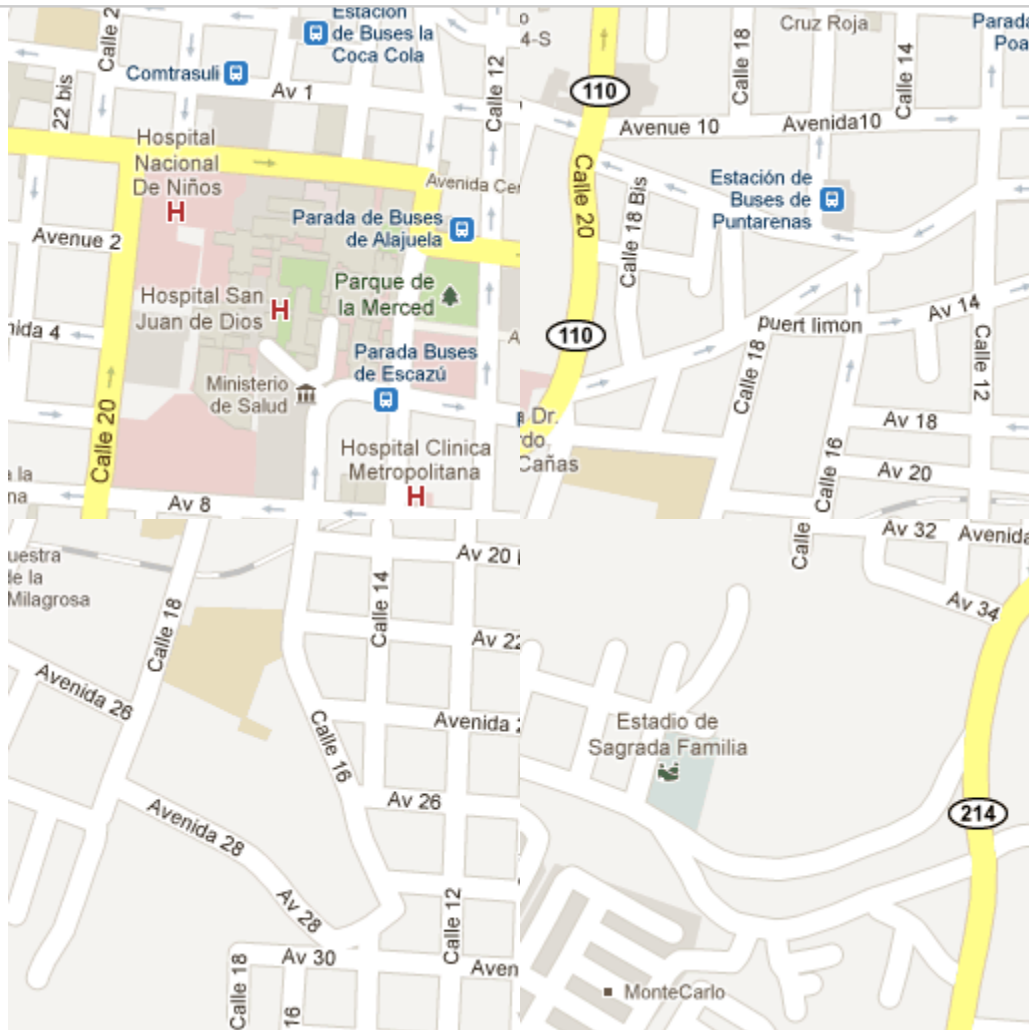 Estación
de Buses la
Coca Cola
Calle 2
Comtrasuli
Calle 12
22 bis
Av 1
Hospital
Nacional
De Niños
H
Avenida Cen
Parada de Buses
de Alajuela
Avenue 2
Hospital San
Juan de Dios
H
Parque de
la Merced
nida 4
A
Parada Buses
de Escazú
Ministerio
de Salud
Calle 20
Hospital Clinica
Metropolitana
H
a la
na
Av 8
o
4-S
Cruz Roja
Parada
Poa
Calle 18
Calle 14
110
Avenue 10
Avenida10
Calle 20
Estación de
Buses de
Puntarenas
Calle 18 Bis
110
puert limon
Av 14
Calle 18
Calle 12
Dr.
rdo
Cañas
Av 18
Calle 16
Av 20
uestra
de la
Milagrosa
Av 20
Calle 14
Calle 18
Av 22
Avenida 26
Calle 16
Avenida 2
Av 26
Avenida 28
Av 28
Calle 12
Av 30
Aven
Calle 18
16
Calle
Av 32
Avenida
Av 34
Estadio de
Sagrada Familia
214
MonteCarlo